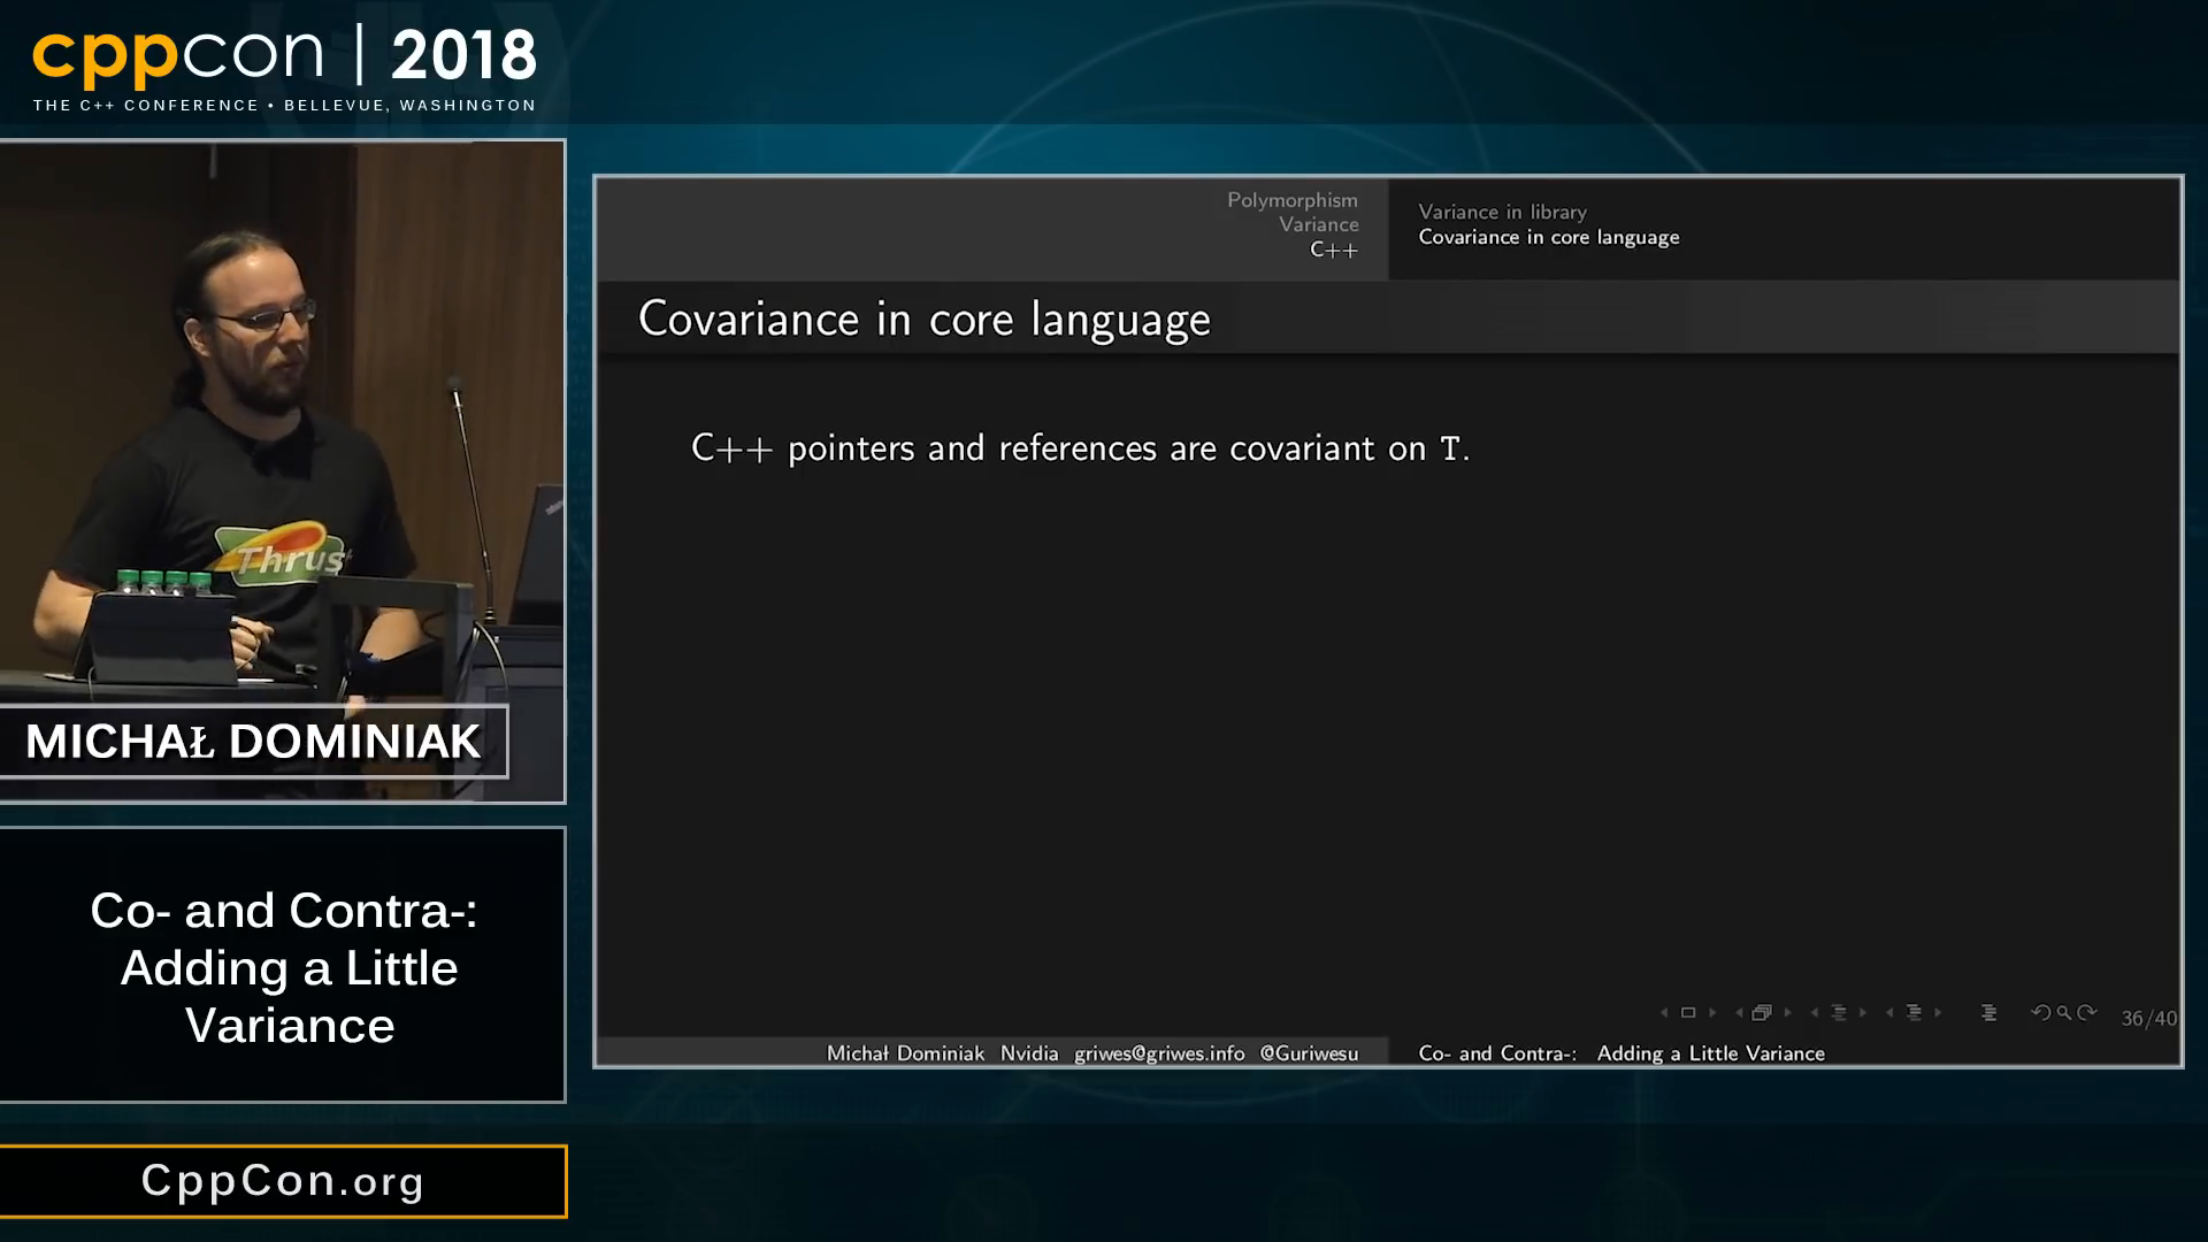 cppcon | 2018
THE C++ CONFERENCE • BELLEVUE, WASHINGTON
Thrust
MICHAŁ DOMINIAK
Co- and Contra-:
Adding a Little
Variance
CppCon.org
Polymorphism
Variance
C++
Variance in library
Covariance in core language
Covariance in core language
C++ pointers and references are covariant on T.
36/40
Michał Dominiak Nvidia griwes@griwes.info @Guriwesu
Co- and Contra-: Adding a Little Variance